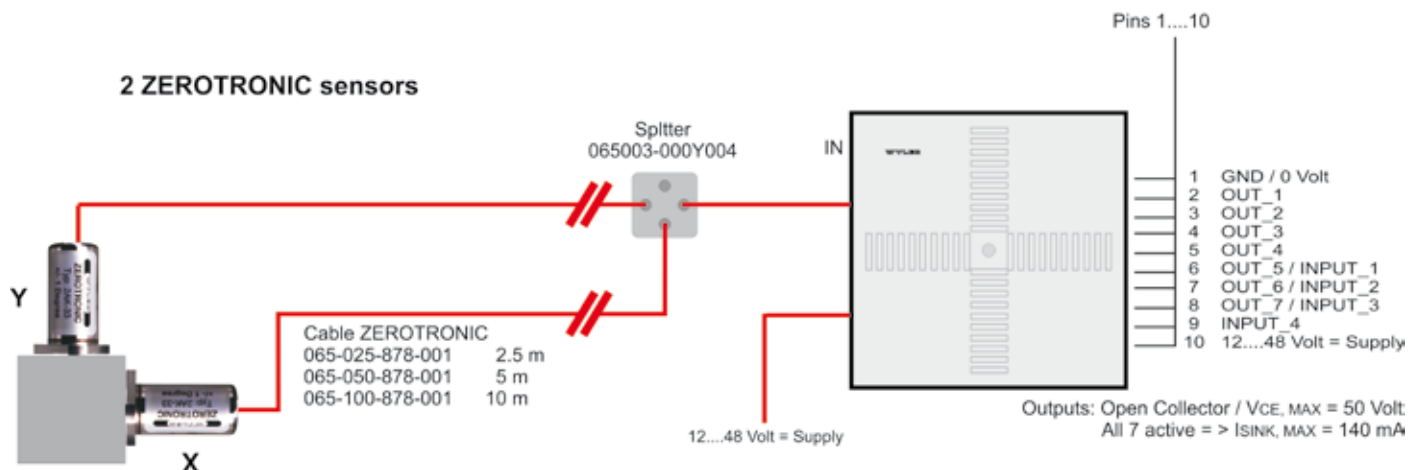 Pins 1....10
2 ZEROTRONIC sensors
Spltter
065003-000Y004
IN
WYLER
1 GND / 0 Volt
2 OUT_1
3 OUT_2
4 OUT_3
5 OUT_4
6 OUT_5 / INPUT_1
7 OUT_6 / INPUT_2
8 OUT_7 / INPUT_3
9 INPUT_4
10 12....48 Volt = Supply
Y
ZEROTRONIC
Cable ZEROTRONIC
065-025-878-001 2.5 m
065-050-878-001 5 m
065-100-878-001 10 m
ZEROTRONIC
X
12....48 Volt = Supply
Outputs: Open Collector / VCE, MAX = 50 Volt
All 7 active = > ISINK, MAX = 140 mA